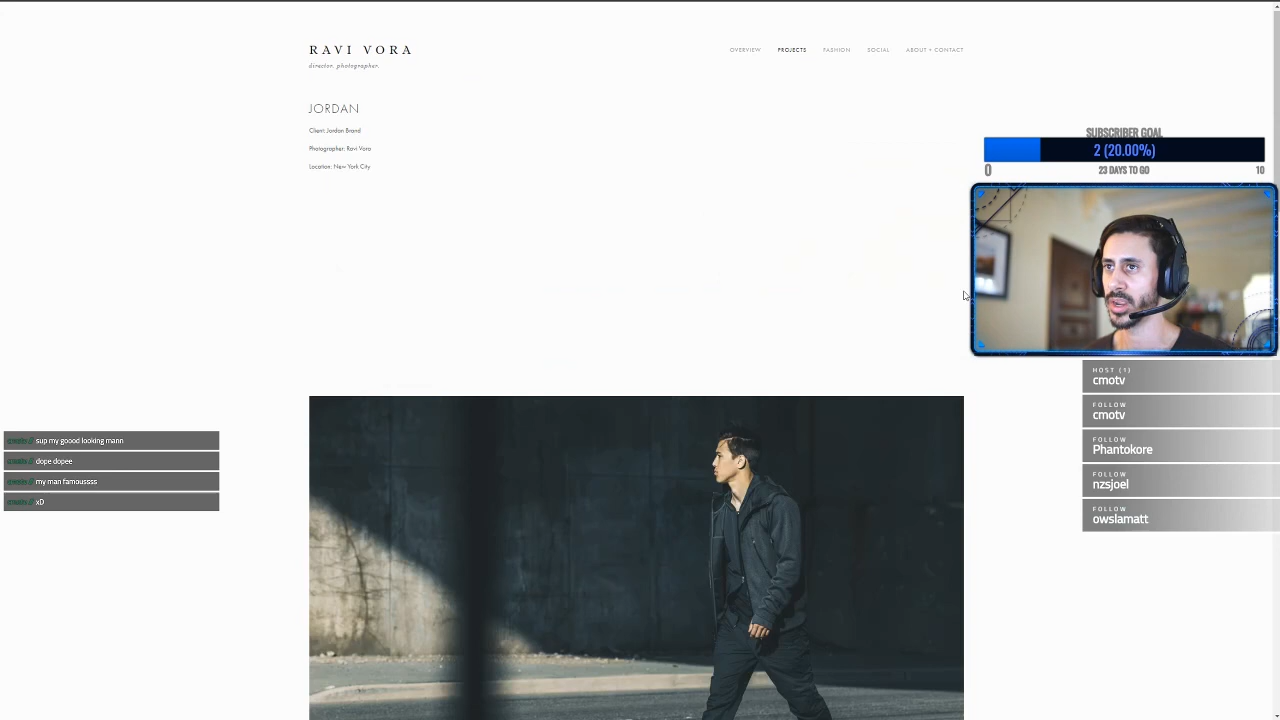 RAVI VORA
director. photographer.
OVERVIEW PROJECTS FASHION SOCIAL ABOUT + CONTACT
JORDAN
Client: Jordan Brand
Photographer: Ravi Vora
Location: New York City
SUBSCRIBER GOAL
2 (20.00%)
0 23 DAYS TO GO 10
HOST (1)
cmotv
FOLLOW
cmotv
FOLLOW
Phantokore
FOLLOW
nzsjoel
FOLLOW
owslamatt
sup my goood looking mann
dope dopee
my man famoussss
xD